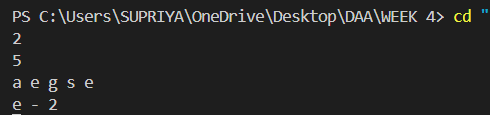 PS C:\Users\SUPRIYA\OneDrive\Desktop\DAA\WEEK 4> cd "
2
5
a e g s e
e - 2